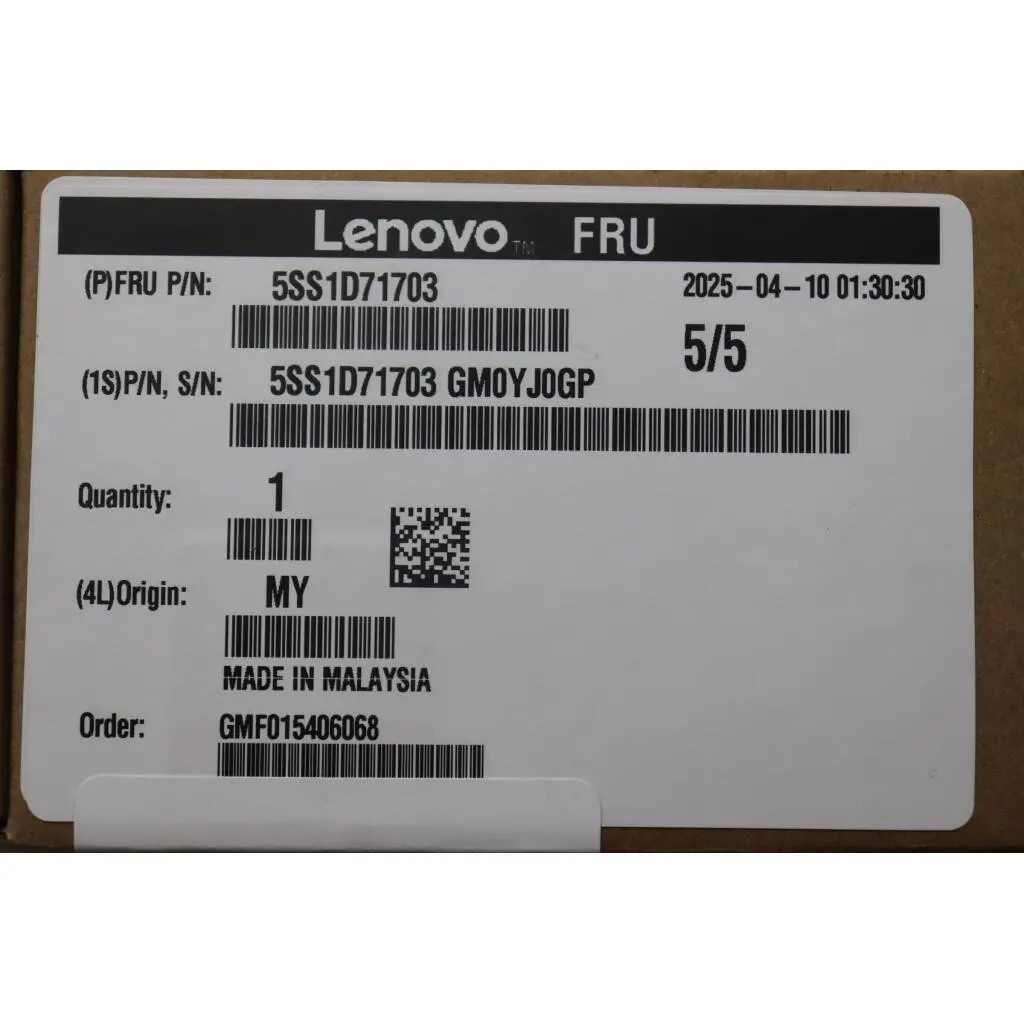 Lenovo™ FRU
(P)FRU P/N: 5SS1D71703 2025-04-10 01:30:30
5/5
(1S)P/N, S/N: 5SS1D71703 GM0YJ0GP
Quantity: 1
(4L)Origin: MY
MADE IN MALAYSIA
Order: GMF015406068